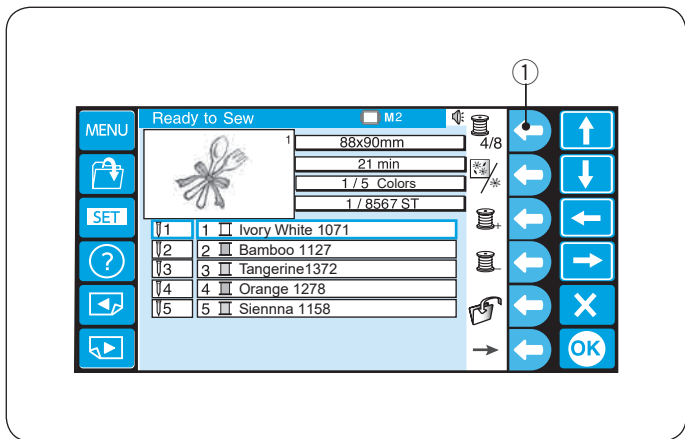 ①
MENU
Ready to Sew
M2
4/8
1
88x90mm
21 min
1 / 5 Colors
1 / 8567 ST
SET
1 1 Ivory White 1071
2 2 Bamboo 1127
3 3 Tangerine1372
4 4 Orange 1278
5 5 Siennna 1158
?
X
OK